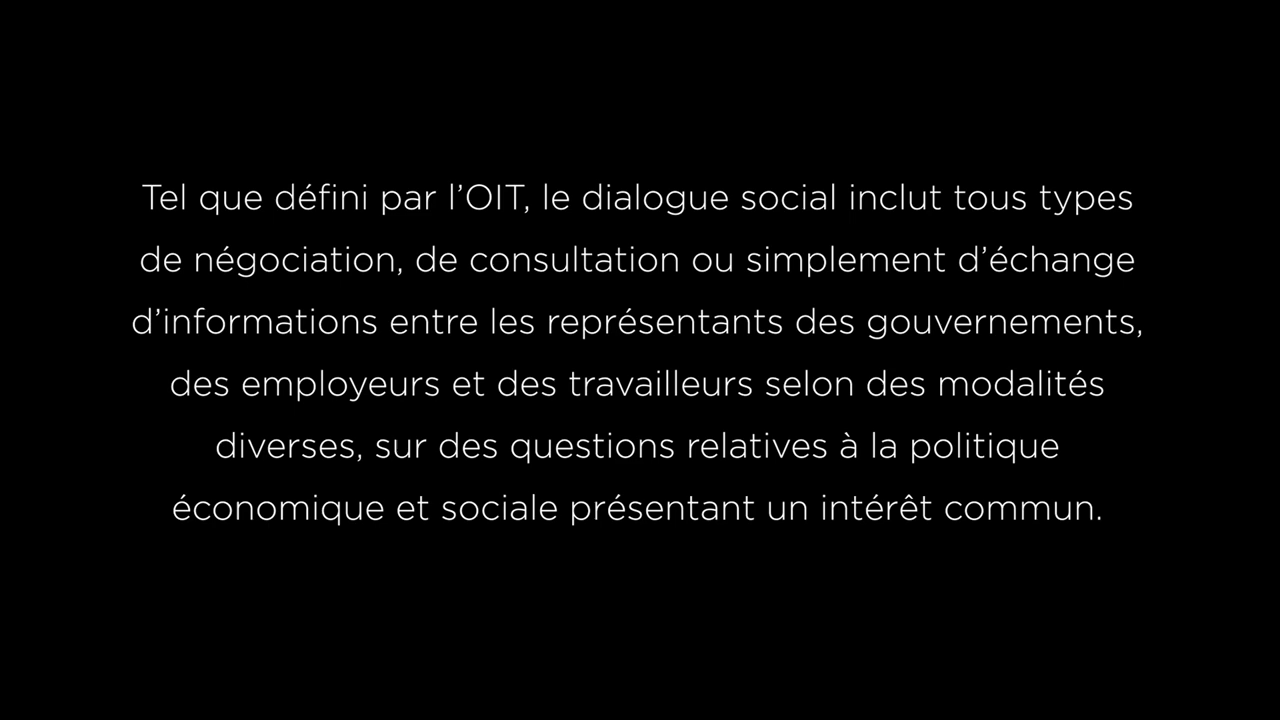 Tel que défini par l’OIT, le dialogue social inclut tous types
de négociation, de consultation ou simplement d’échange
d’informations entre les représentants des gouvernements,
des employeurs et des travailleurs selon des modalités
diverses, sur des questions relatives à la politique
économique et sociale présentant un intérêt commun.